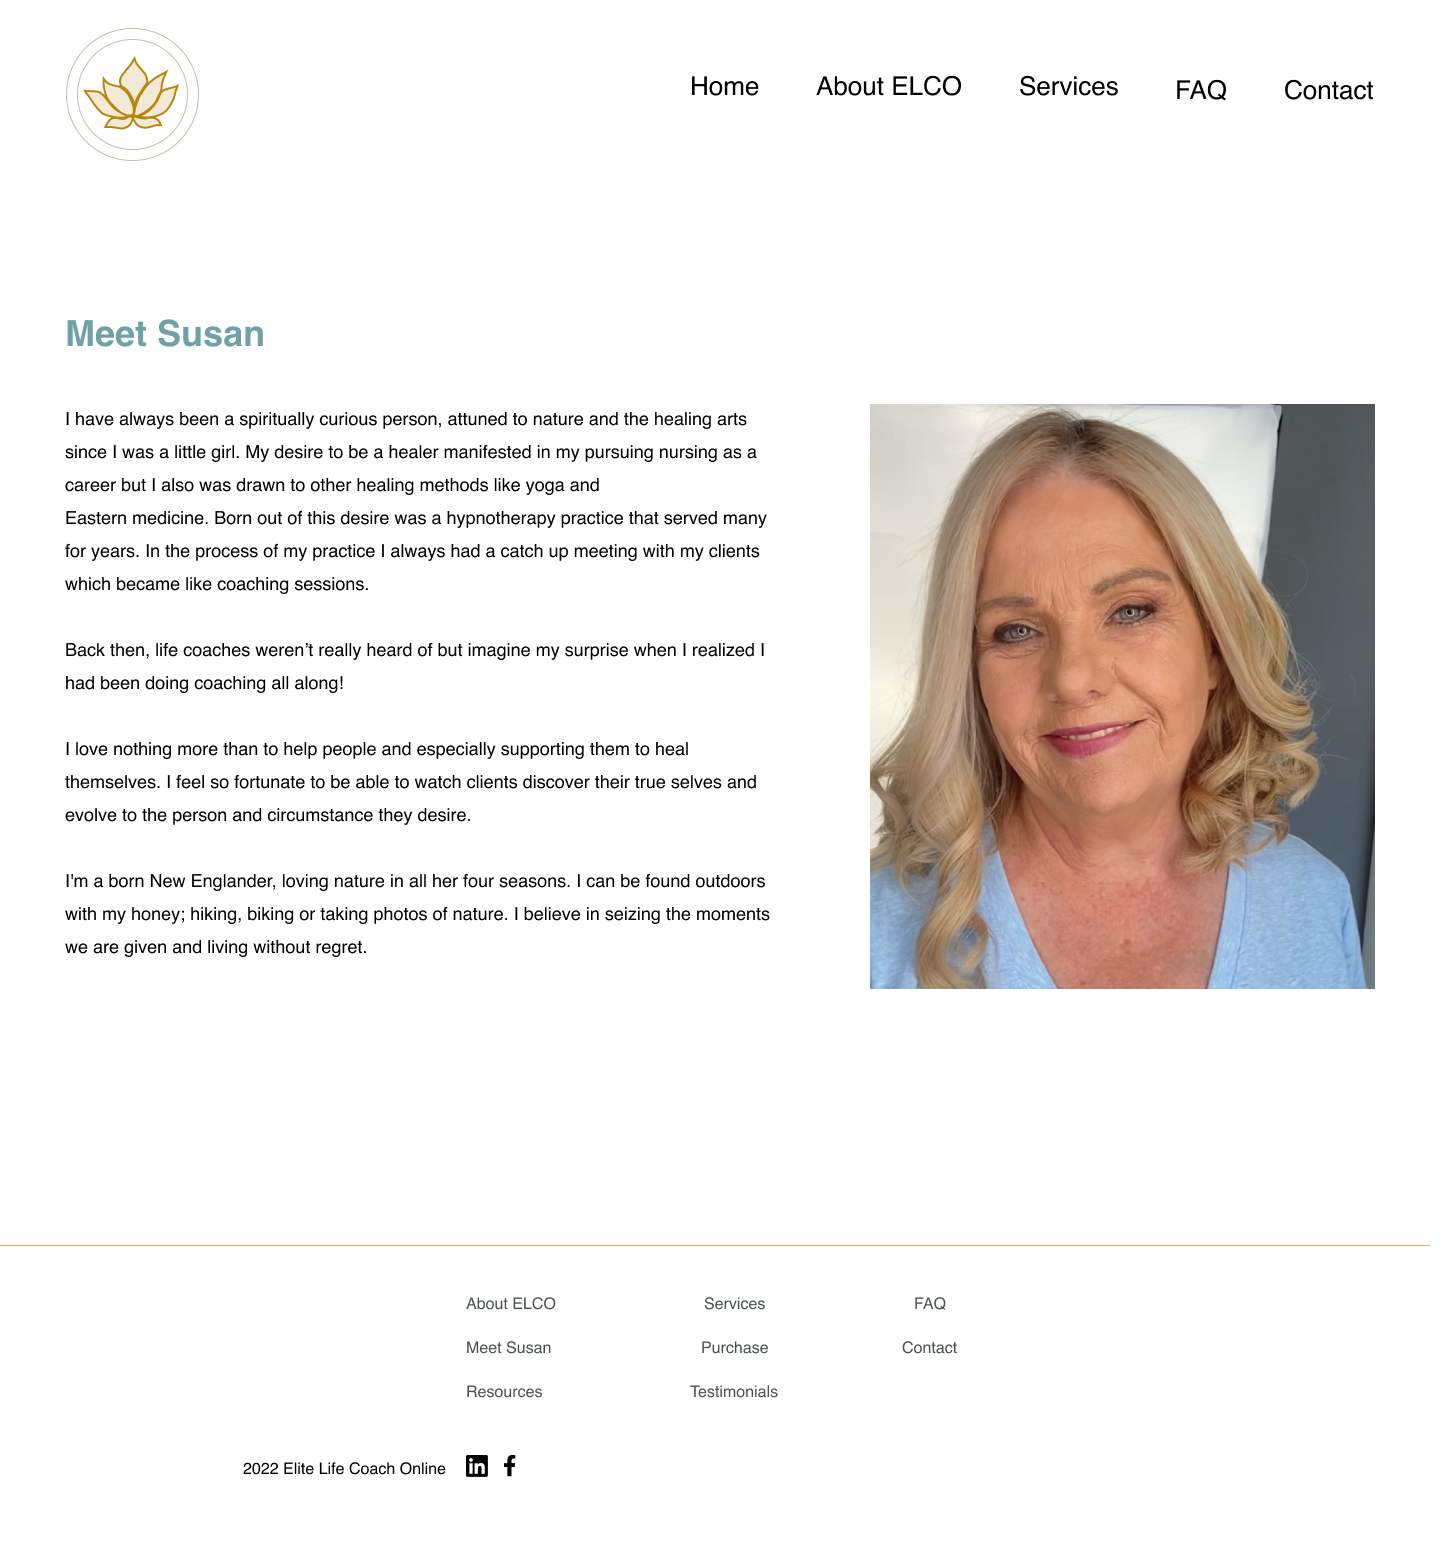 Home About ELCO Services FAQ Contact
Meet Susan
I have always been a spiritually curious person, attuned to nature and the healing arts
since I was a little girl. My desire to be a healer manifested in my pursuing nursing as a
career but I also was drawn to other healing methods like yoga and
Eastern medicine. Born out of this desire was a hypnotherapy practice that served many
for years. In the process of my practice I always had a catch up meeting with my clients
which became like coaching sessions.
Back then, life coaches weren’t really heard of but imagine my surprise when I realized I
had been doing coaching all along!
I love nothing more than to help people and especially supporting them to heal
themselves. I feel so fortunate to be able to watch clients discover their true selves and
evolve to the person and circumstance they desire.
I'm a born New Englander, loving nature in all her four seasons. I can be found outdoors
with my honey; hiking, biking or taking photos of nature. I believe in seizing the moments
we are given and living without regret.
About ELCO Services FAQ
Meet Susan Purchase Contact
Resources Testimonials
2022 Elite Life Coach Online in f